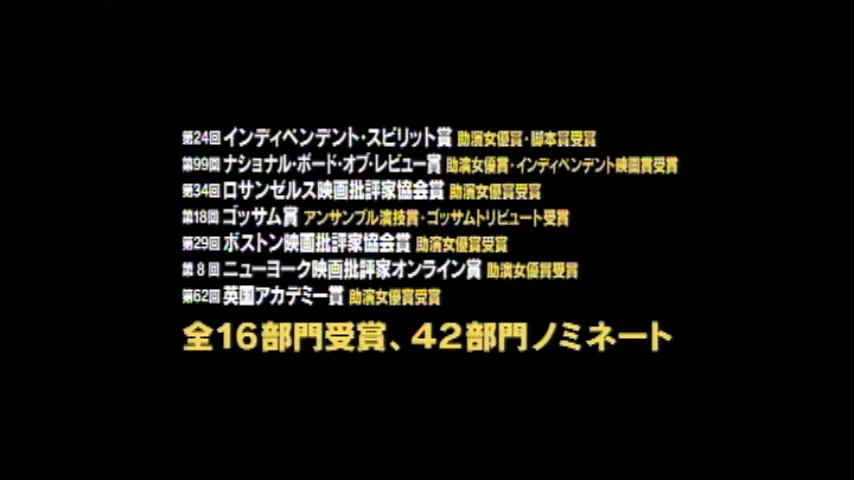 第24回 インディペンデント・スピリット賞 助演女優賞・脚本賞受賞
第99回 ナショナル・ボード・オブ・レビュー賞 助演女優賞・インディペンデント映画賞受賞
第34回 ロサンゼルス映画批評家協会賞 助演女優賞受賞
第18回 ゴッサム賞 アンサンブル演技賞・ゴッサムトリビュート受賞
第29回 ボストン映画批評家協会賞 助演女優賞受賞
第8回 ニューヨーク映画批評家オンライン賞 助演女優賞受賞
第62回 英国アカデミー賞 助演女優賞受賞
全16部門受賞、42部門ノミネート